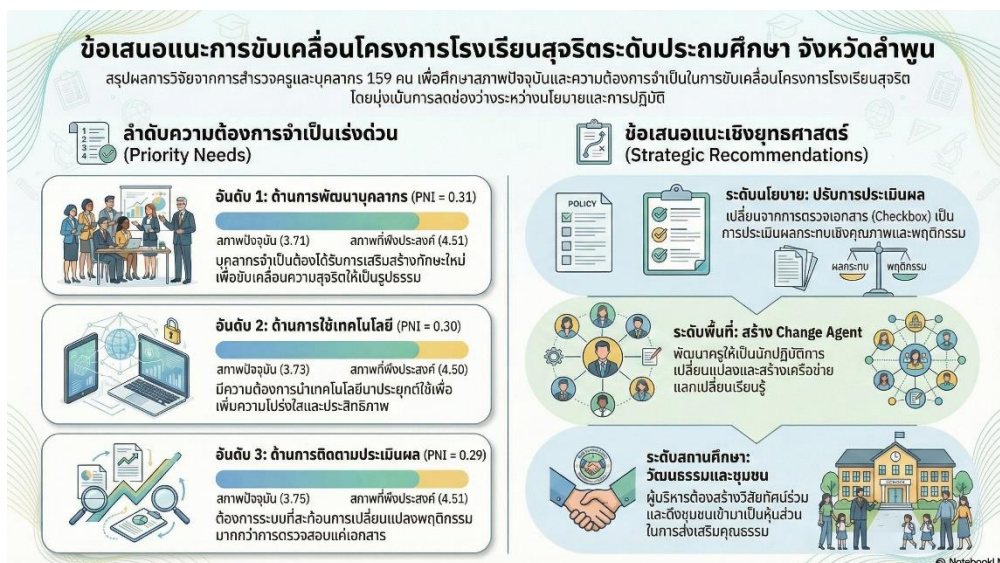 ข้อเสนอแนะการขับเคลื่อนโครงการโรงเรียนสุจริตระดับประถมศึกษา จังหวัดลำพูน
สรุปผลการวิจัยจากการสำรวจครูและบุคลากร 159 คน เพื่อศึกษาสภาพปัจจุบันและความต้องการจำเป็นในการขับเคลื่อนโครงการโรงเรียนสุจริต
โดยมุ่งเน้นการลดช่องว่างระหว่างนโยบายและการปฏิบัติ
1
2
3
4
ลำดับความต้องการจำเป็นเร่งด่วน
(Priority Needs)
อันดับ 1: ด้านการพัฒนาบุคลากร (PNI = 0.31)
สภาพปัจจุบัน (3.71) สภาพที่พึงประสงค์ (4.51)
บุคลากรจำเป็นต้องได้รับการเสริมสร้างทักษะใหม่
เพื่อขับเคลื่อนความสุจริตให้เป็นรูปธรรม
อันดับ 2: ด้านการใช้เทคโนโลยี (PNI = 0.30)
สภาพปัจจุบัน (3.73) สภาพที่พึงประสงค์ (4.50)
มีความต้องการนำเทคโนโลยีมาประยุกต์ใช้เพื่อ
เพิ่มความโปร่งใสและประสิทธิภาพ
อันดับ 3: ด้านการติดตามประเมินผล (PNI = 0.29)
สภาพปัจจุบัน (3.75) สภาพที่พึงประสงค์ (4.51)
ต้องการระบบที่สะท้อนการเปลี่ยนแปลงพฤติกรรม
มากกว่าการตรวจสอบแค่เอกสาร
ข้อเสนอแนะเชิงยุทธศาสตร์
(Strategic Recommendations)
POLICY
ระดับนโยบาย: ปรับการประเมินผล
เปลี่ยนจากการตรวจเอกสาร (Checkbox) เป็น
การประเมินผลกระทบเชิงคุณภาพและพฤติกรรม
ผลกระทบ พฤติกรรม
ระดับพื้นที่: สร้าง Change Agent
พัฒนาครูให้เป็นนักปฏิบัติการ
เปลี่ยนแปลงและสร้างเครือข่าย
แลกเปลี่ยนเรียนรู้
ระดับสถานศึกษา:
วัฒนธรรมและชุมชน
ผู้บริหารต้องสร้างวิสัยทัศน์ร่วม
และดึงชุมชนเข้ามาเป็นหุ้นส่วน
ในการส่งเสริมคุณธรรม